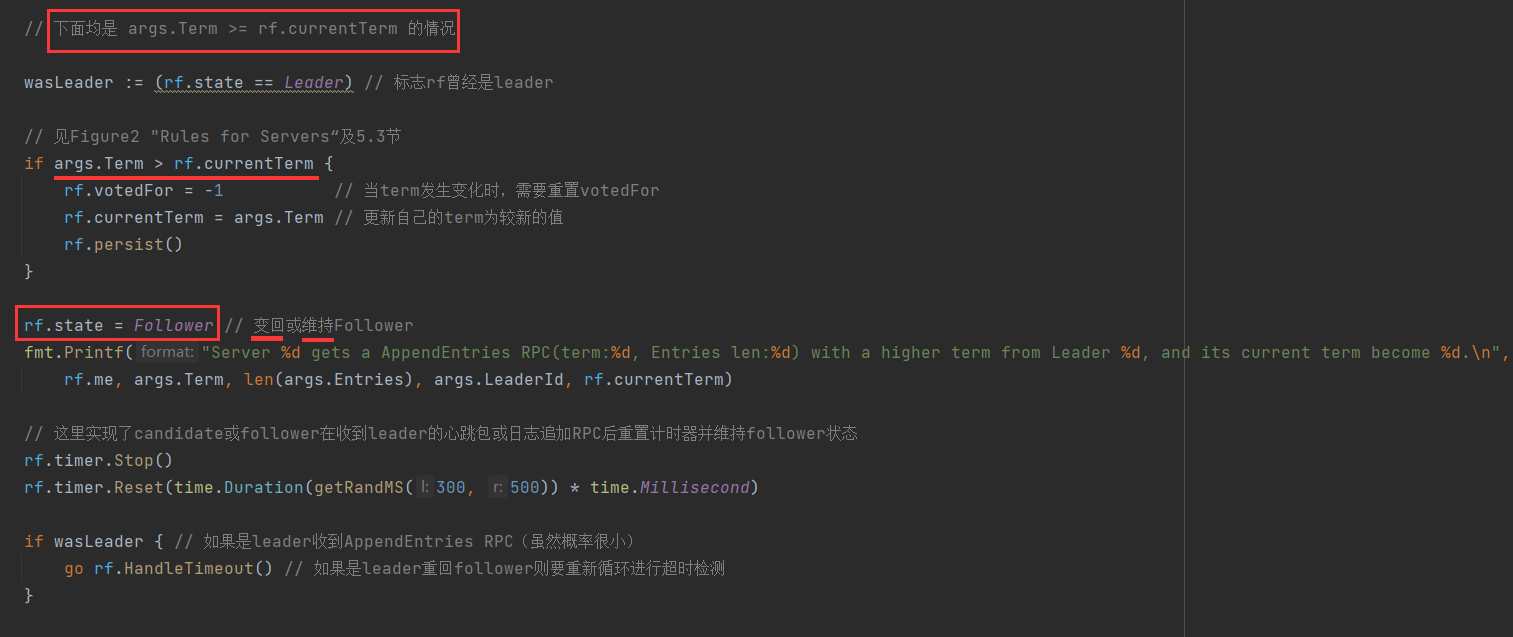 // 下面均是 args.Term >= rf.currentTerm 的情况
wasLeader := (rf.state == Leader) // 标志rf曾经是leader
// 见Figure2 "Rules for Servers“及5.3节
if args.Term > rf.currentTerm {
rf.votedFor = -1 // 当term发生变化时，需要重置votedFor
rf.currentTerm = args.Term // 更新自己的term为较新的值
rf.persist()
}
rf.state = Follower // 变回或维持Follower
fmt.Printf( format: "Server %d gets a AppendEntries RPC(term:%d, Entries len:%d) with a higher term from Leader %d, and its current term become %d.\n",
rf.me, args.Term, len(args.Entries), args.LeaderId, rf.currentTerm)
// 这里实现了candidate或follower在收到leader的心跳包或日志追加RPC后重置计时器并维持follower状态
rf.timer.Stop()
rf.timer.Reset(time.Duration(getRandMS( l: 300, r: 500)) * time.Millisecond)
if wasLeader { // 如果是leader收到AppendEntries RPC（虽然概率很小）
go rf.HandleTimeout() // 如果是leader重回follower则要重新循环进行超时检测
}